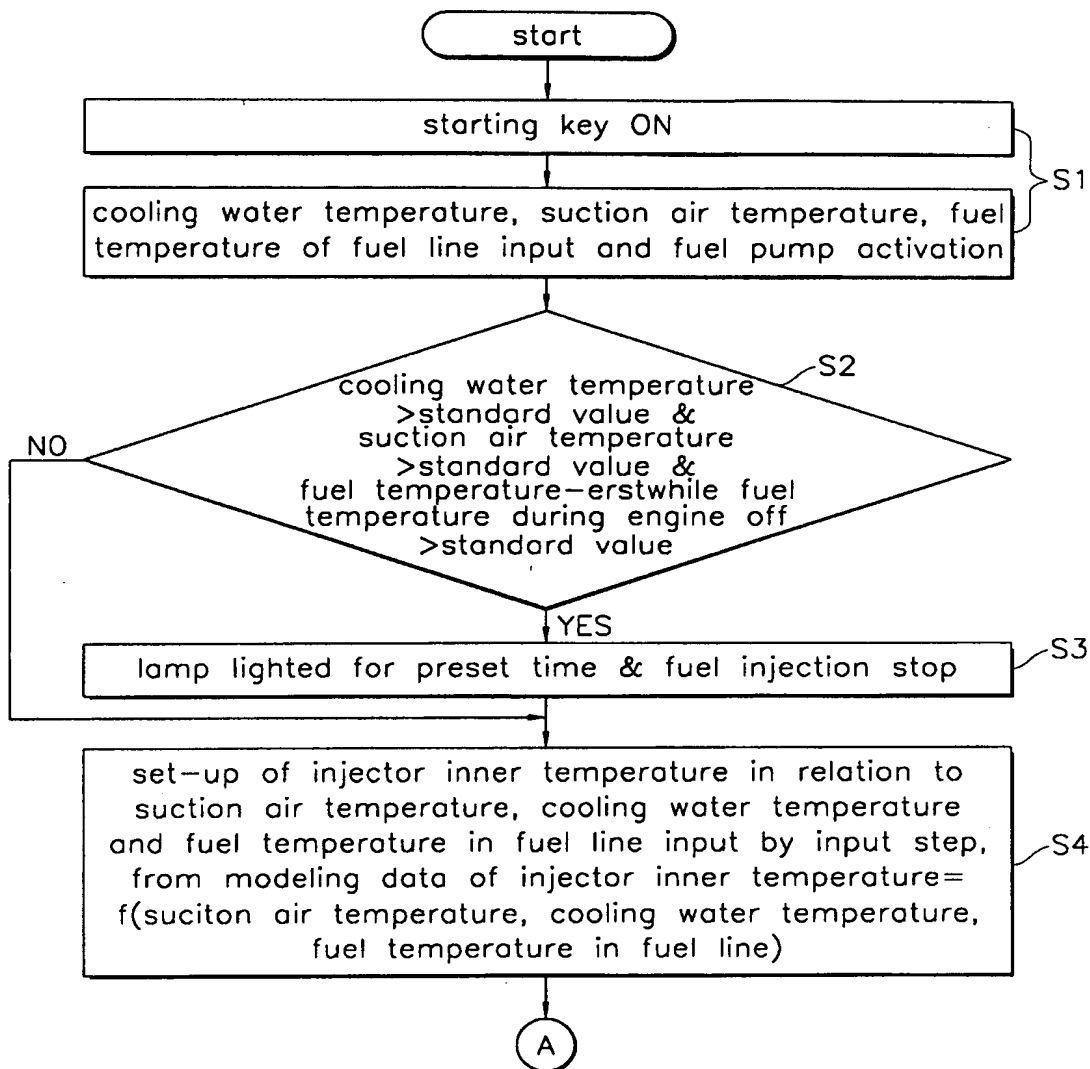 start
starting key ON
S1
cooling water temperature, suction air temperature, fuel
temperature of fuel line input and fuel pump activation
S2
cooling water temperature
>standard value &
suction air temperature
>standard value &
fuel temperature-erstwhile fuel
temperature during engine off
>standard value
NO
YES
lamp lighted for preset time & fuel injection stop
S3
set-up of injector inner temperature in relation to
suction air temperature, cooling water temperature
and fuel temperature in fuel line input by input step,
from modeling data of injector inner temperature=
f(suciton air temperature, cooling water temperature,
fuel temperature in fuel line)
S4
A